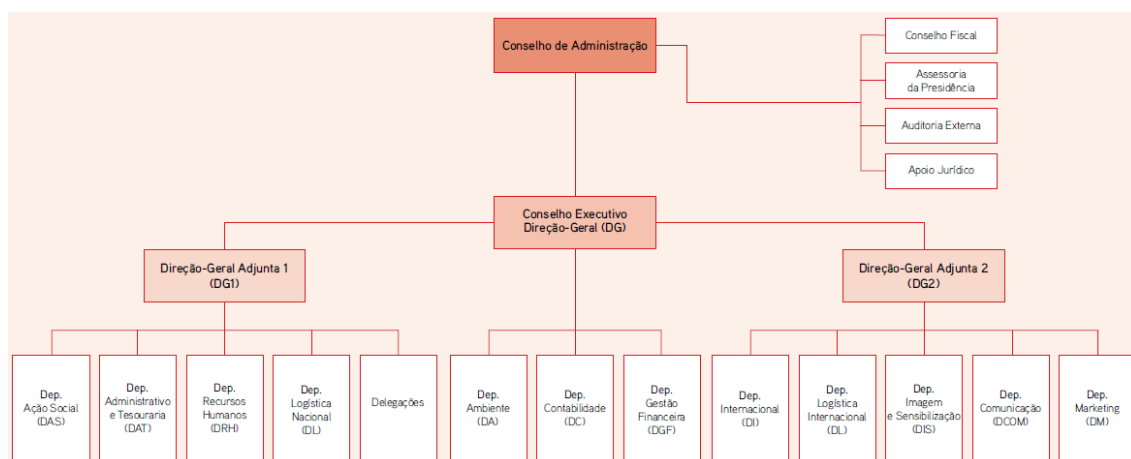 Conselho de Administração
Conselho Fiscal
Assessoria
da Presidência
Auditoria Externa
Apoio Jurídico
Conselho Executivo
Direção-Geral (DG)
Direção-Geral Adjunta 1
(DG1)
Direção-Geral Adjunta 2
(DG2)
Dep.
Ação Social
(DAS)
Dep.
Administrativo
e Tesouraria
(DAT)
Dep.
Recursos
Humanos
(DRH)
Dep.
Logística
Nacional
(DL)
Delegações
Dep.
Ambiente
(DA)
Dep.
Contabilidade
(DC)
Dep.
Gestão
Financeira
(DGF)
Dep.
Internacional
(DI)
Dep.
Logística
Internacional
(DL)
Dep.
Imagem
e Sensibilização
(DIS)
Dep.
Comunicação
(DCOM)
Dep.
Marketing
(DM)